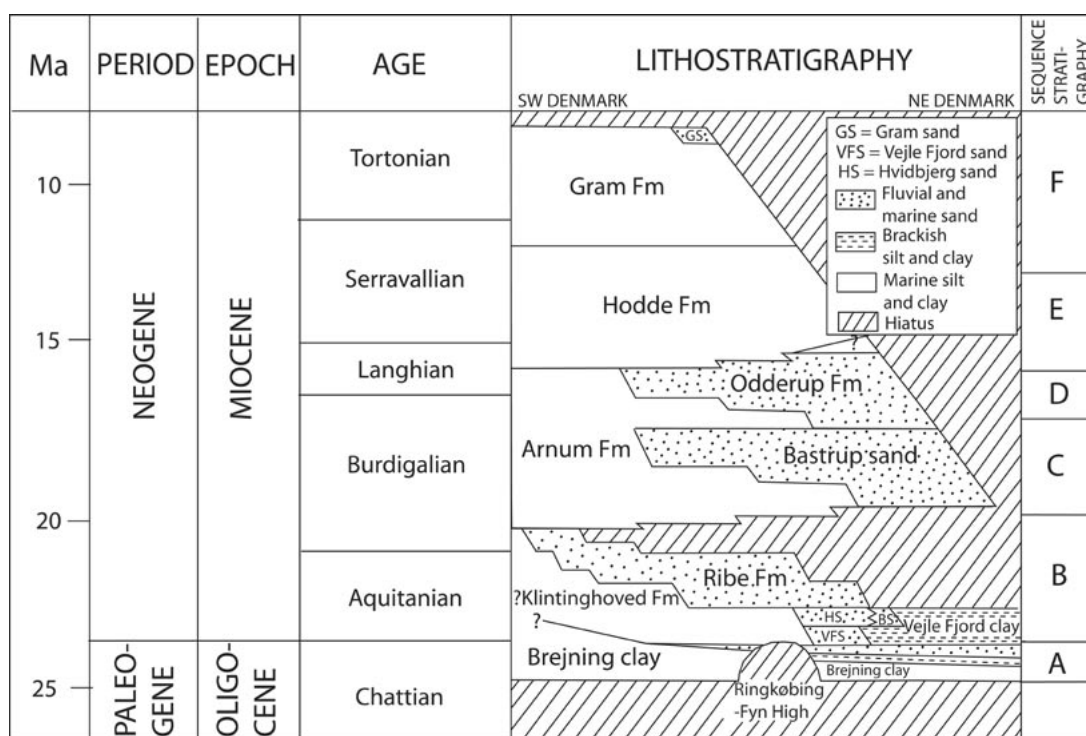 Ma
PERIOD
EPOCH
AGE
LITHOSTRATIGRAPHY
SW DENMARK
NE DENMARK
SEQUENCE
STRATI-
GRAPHY
10
15
20
25
NEOGENE
PALEO-
GENE
MIOCENE
OLIGO-
CENE
Tortonian
Serravallian
Langhian
Burdigalian
Aquitanian
Chattian
GS
Gram Fm
Hodde Fm
?
Odderup Fm
Arnum Fm
Bastrup sand
Ribe Fm
?Klintinghoved Fm
HS
BS
VFS
Vejle Fjord clay
?
Brejning clay
Brejning clay
Ringkøbing
-Fyn High
GS = Gram sand
VFS = Vejle Fjord sand
HS = Hvidbjerg sand
Fluvial and
marine sand
Brackish
silt and clay
Marine silt
and clay
Hiatus
F
E
D
C
B
A